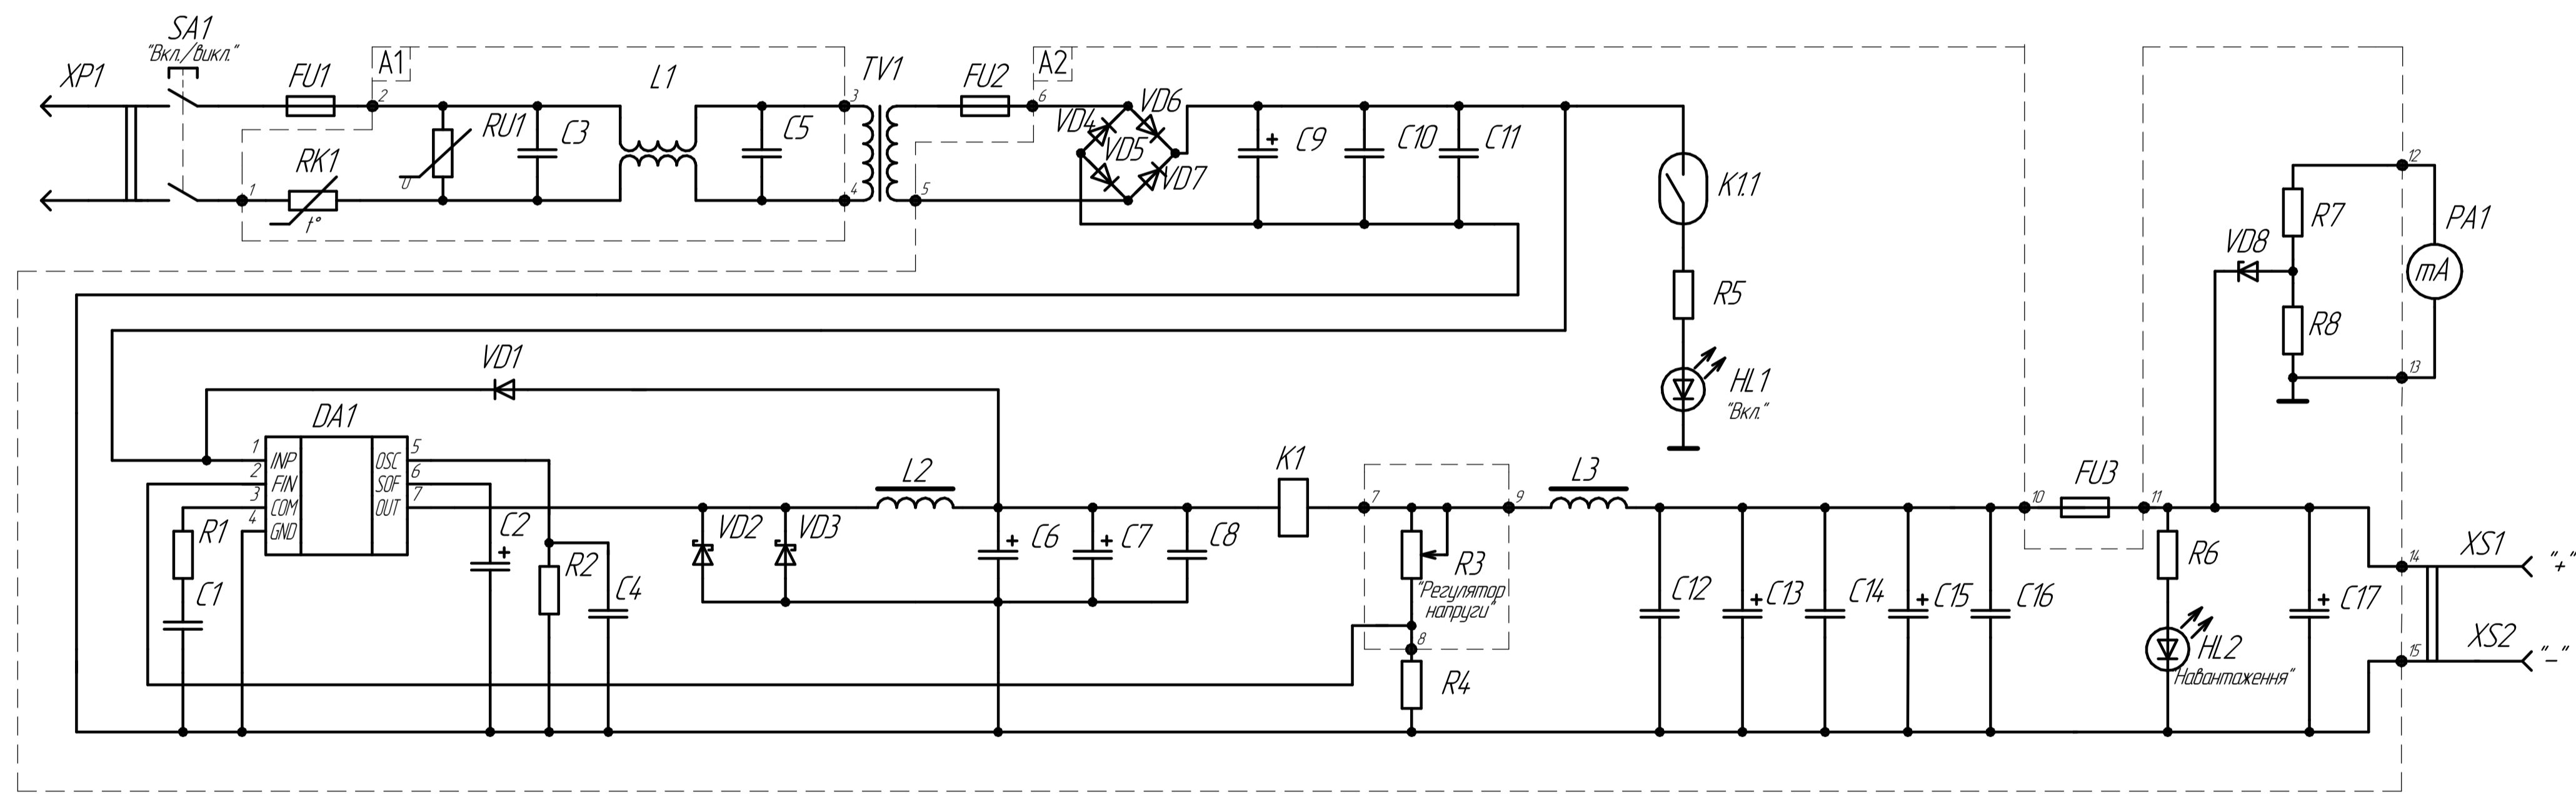 SA1
"Вкл./викл."
XP1
FU1
A1
2
L1
TV1
3
FU2
A2
6
VD6
VD4
VD5
VD7
RU1
U
C3
C5
C9
+
C10
C11
RK1
t°
1
4
5
K1.1
R5
HL1
"Вкл."
12
R7
PA1
VD8
mA
R8
13
VD1
DA1
1
INP
OSC
5
2
FIN
SOF
6
3
COM
OUT
7
4
GND
R1
C1
C2
+
R2
C4
VD2
VD3
L2
C6
+
C7
+
C8
K1
7
9
R3
"Регулятор
напруги"
8
R4
L3
C12
C13
+
C14
C15
+
C16
10
FU3
11
R6
HL2
"Навантаження"
C17
+
14
XS1
"+"
XS2
15
"–"